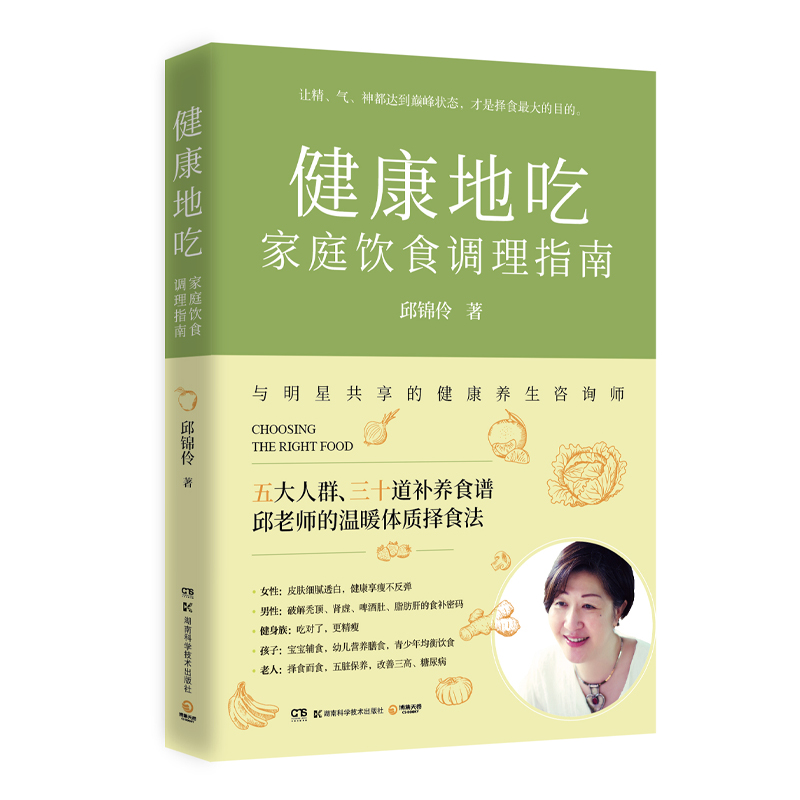 让精、气、神都达到巅峰状态，才是择食最大的目的。
健康地吃
家庭饮食调理指南
邱锦伶 著
与明星共享的健康养生咨询师
CHOOSING
THE RIGHT FOOD
五大人群、三十道补养食谱
邱老师的温暖体质择食法
• 女性：皮肤细腻透白，健康享瘦不反弹
• 男性：破解秃顶、肾虚、啤酒肚、脂肪肝的食补密码
• 健身族：吃对了，更精瘦
• 孩子：宝宝辅食，幼儿营养膳食，青少年均衡饮食
• 老人：择食而食，五脏保养，改善三高、糖尿病
湖南科学技术出版社
博集天卷
CS-BOOKY
健康地吃
家庭饮食
调理指南
邱锦伶 著
湖南科学技术出版社